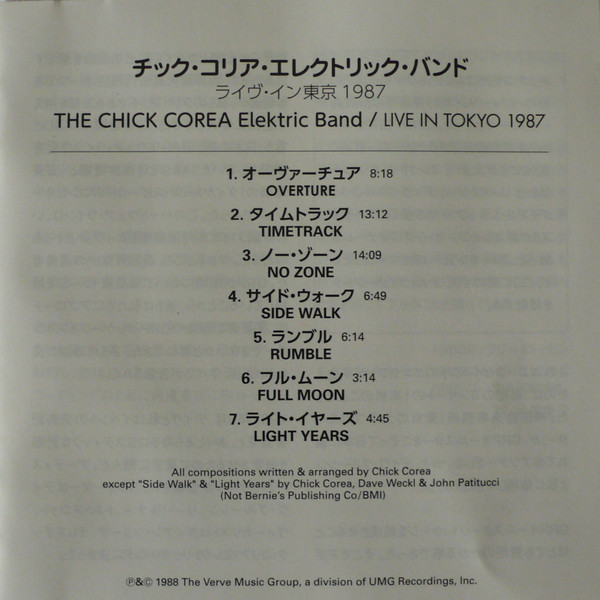 チック・コリア・エレクトリック・バンド
ライヴ・イン東京 1987
THE CHICK COREA Elektric Band / LIVE IN TOKYO 1987
1. オーヴァーチュア 8:18
OVERTURE
2. タイムトラック 13:12
TIMETRACK
3. ノー・ゾーン 14:09
NO ZONE
4. サイド・ウォーク 6:49
SIDE WALK
5. ランブル 6:14
RUMBLE
6. フル・ムーン 3:14
FULL MOON
7. ライト・イヤーズ 4:45
LIGHT YEARS
All compositions written & arranged by Chick Corea
except "Side Walk" & "Light Years" by Chick Corea, Dave Weckl & John Patitucci
(Not Bernie's Publishing Co/BMI)
℗&© 1988 The Verve Music Group, a division of UMG Recordings, Inc.